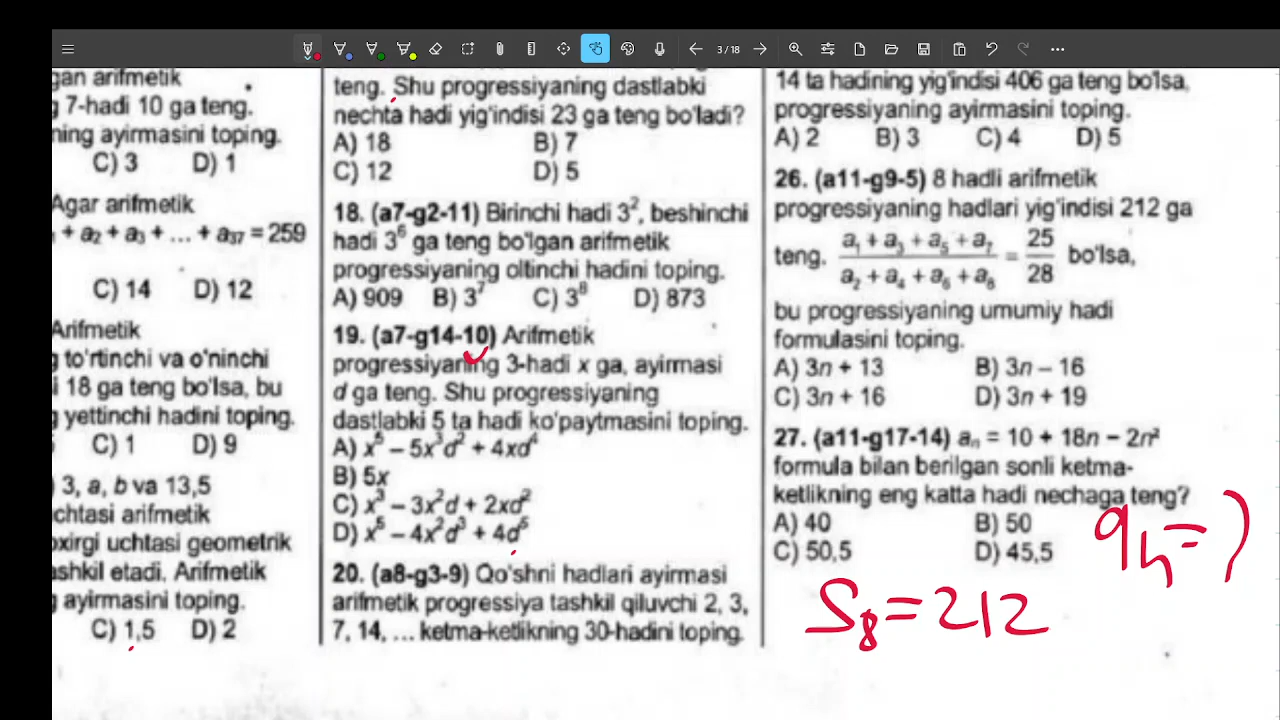 3 / 18
gan arifmetik
7-hadi 10 ga teng.
ning ayirmasini toping.
C) 3 D) 1
Agar arifmetik
+ a₂ + a₃ + ... + a₃₇ = 259
C) 14 D) 12
Arifmetik
to'rtinchi va o'ninchi
18 ga teng bo'lsa, bu
yettinchi hadini toping.
C) 1 D) 9
3, a, b va 13,5
chtasi arifmetik
oxirgi uchtasi geometrik
ashkil etadi. Arifmetik
ayirmasini toping.
C) 1,5 D) 2
teng. Shu progressiyaning dastlabki
nechta hadi yig'indisi 23 ga teng bo'ladi?
A) 18 B) 7
C) 12 D) 5
18. (a7-g2-11) Birinchi hadi 3², beshinchi
hadi 3⁶ ga teng bo'lgan arifmetik
progressiyaning oltinchi hadini toping.
A) 909 B) 3⁷ C) 3⁸ D) 873
19. (a7-g14-10) Arifmetik
progressiyaning 3-hadi x ga, ayirmasi
d ga teng. Shu progressiyaning
dastlabki 5 ta hadi ko'paytmasini toping.
A) x⁵ – 5x³d² + 4xd⁴
B) 5x
C) x³ – 3x²d + 2xd²
D) x⁵ – 4x²d³ + 4d⁵
20. (a8-g3-9) Qo'shni hadlari ayirmasi
arifmetik progressiya tashkil qiluvchi 2, 3,
7, 14, ... ketma-ketlikning 30-hadini toping.
14 ta hadining yig'indisi 406 ga teng bo'lsa,
progressiyaning ayirmasini toping.
A) 2 B) 3 C) 4 D) 5
26. (a11-g9-5) 8 hadli arifmetik
progressiyaning hadlari yig'indisi 212 ga
teng. (a₁ + a₃ + a₅ + a₇)/(a₂ + a₄ + a₆ + a₈) = 25/28 bo'lsa,
bu progressiyaning umumiy hadi
formulasini toping.
A) 3n + 13 B) 3n – 16
C) 3n + 16 D) 3n + 19
27. (a11-g17-14) aₙ = 10 + 18n – 2n²
formula bilan berilgan sonli ketma-
ketlikning eng katta hadi nechaga teng?
A) 40 B) 50
C) 50,5 D) 45,5
aₙ = ?
S₈ = 212